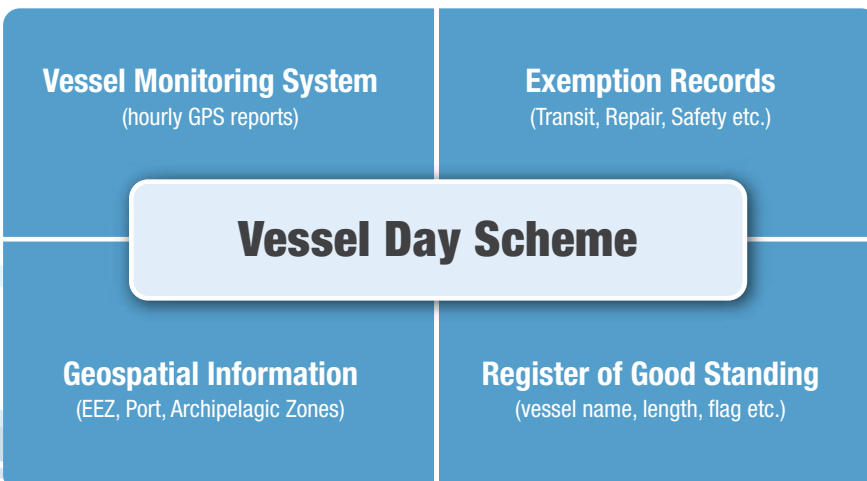 Vessel Monitoring System
(hourly GPS reports)
Exemption Records
(Transit, Repair, Safety etc.)
Vessel Day Scheme
Geospatial Information
(EEZ, Port, Archipelagic Zones)
Register of Good Standing
(vessel name, length, flag etc.)